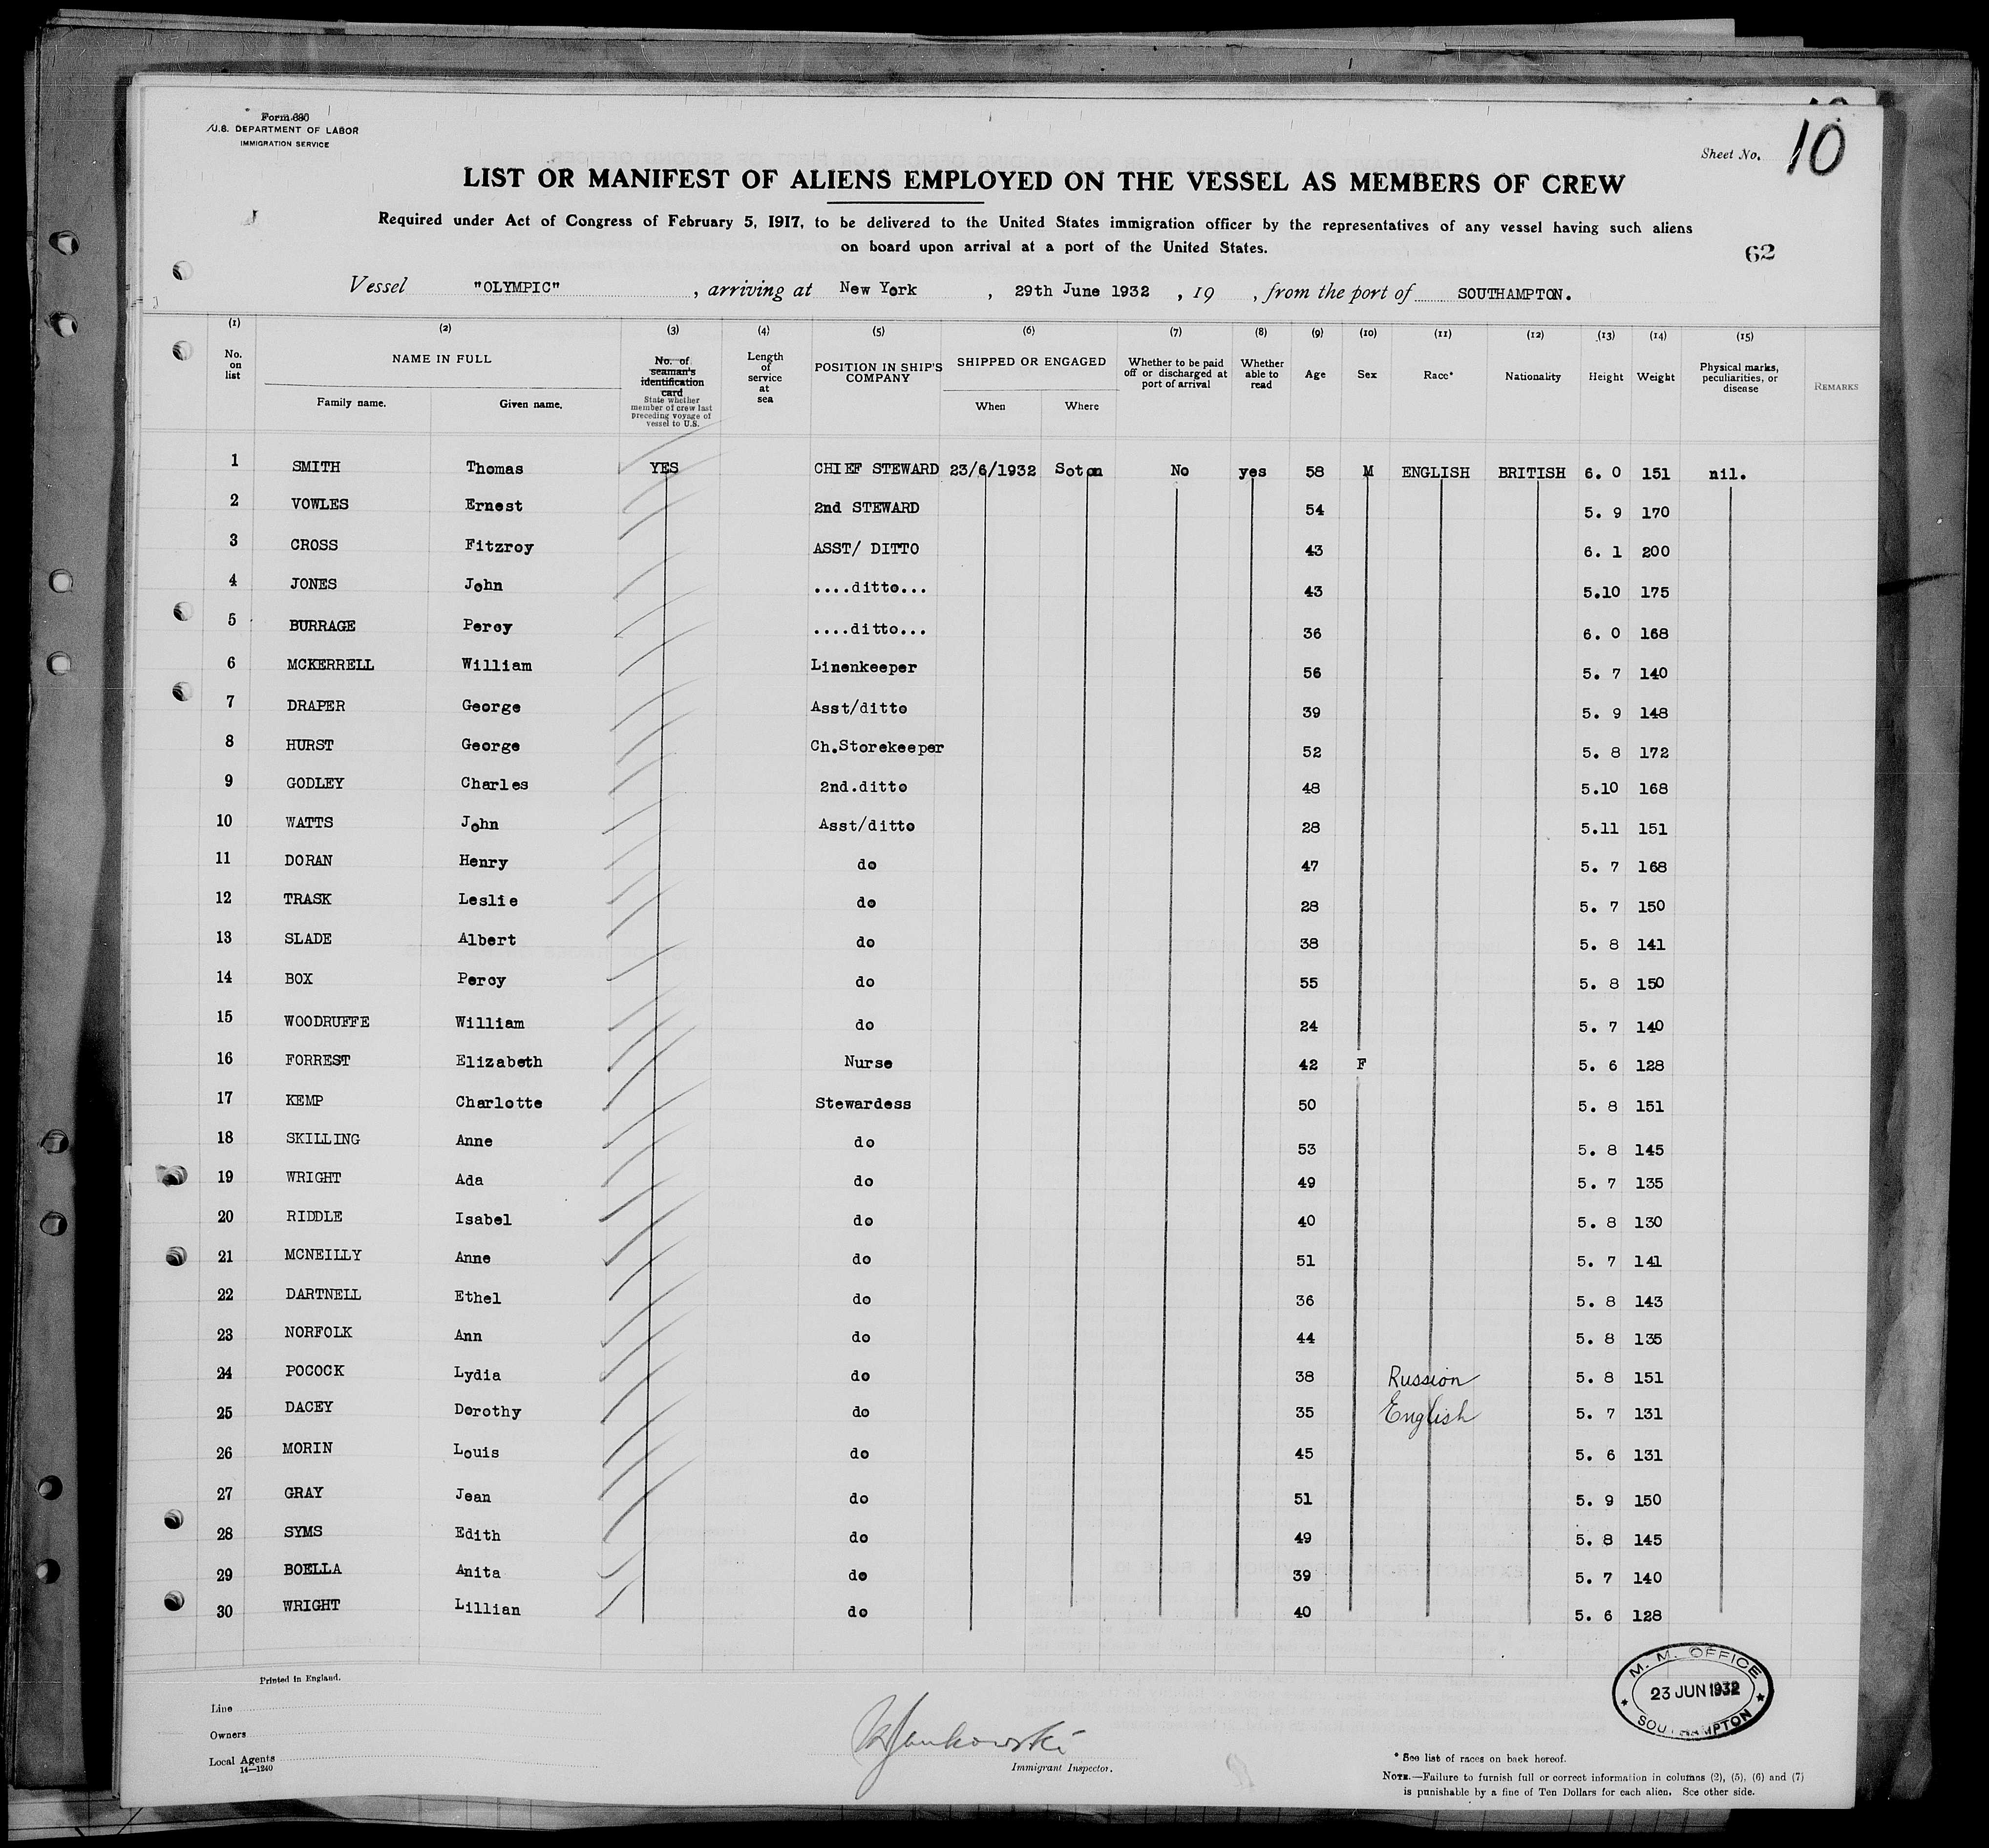 Form 680
U.S. DEPARTMENT OF LABOR
IMMIGRATION SERVICE
Sheet No. 10
LIST OR MANIFEST OF ALIENS EMPLOYED ON THE VESSEL AS MEMBERS OF CREW
Required under Act of Congress of February 5, 1917, to be delivered to the United States immigration officer by the representatives of any vessel having such aliens
on board upon arrival at a port of the United States.
62
Vessel "OLYMPIC", arriving at New York, 29th June 1932, 19 , from the port of SOUTHAMPTON.
(1) (2) (3) (4) (5) (6) (7) (8) (9) (10) (11) (12) (13) (14) (15)
No. on list
NAME IN FULL
Family name. Given name.
No. of seaman's identification card
State whether member of crew last preceding voyage of vessel to U.S.
Length of service at sea
POSITION IN SHIP'S COMPANY
SHIPPED OR ENGAGED
When Where
Whether to be paid off or discharged at port of arrival
Whether able to read
Age Sex Race* Nationality Height Weight
Physical marks, peculiarities, or disease
REMARKS
1 SMITH Thomas YES CHIEF STEWARD 23/6/1932 Soton No yes 58 M ENGLISH BRITISH 6. 0 151 nil.
2 VOWLES Ernest 2nd STEWARD 54 5. 9 170
3 CROSS Fitzroy ASST/ DITTO 43 6. 1 200
4 JONES John ....ditto... 43 5.10 175
5 BURRAGE Percy ....ditto... 36 6. 0 168
6 MCKERRELL William Linenkeeper 56 5. 7 140
7 DRAPER George Asst/ditto 39 5. 9 148
8 HURST George Ch.Storekeeper 52 5. 8 172
9 GODLEY Charles 2nd.ditto 48 5.10 168
10 WATTS John Asst/ditto 28 5.11 151
11 DORAN Henry do 47 5. 7 168
12 TRASK Leslie do 28 5. 7 150
13 SLADE Albert do 38 5. 8 141
14 BOX Percy do 55 5. 8 150
15 WOODRUFFE William do 24 5. 7 140
16 FORREST Elizabeth Nurse 42 F 5. 6 128
17 KEMP Charlotte Stewardess 50 5. 8 151
18 SKILLING Anne do 53 5. 8 145
19 WRIGHT Ada do 49 5. 7 135
20 RIDDLE Isabel do 40 5. 8 130
21 MCNEILLY Anne do 51 5. 7 141
22 DARTNELL Ethel do 36 5. 8 143
23 NORFOLK Ann do 44 5. 8 135
24 POCOCK Lydia do 38 Russion 5. 8 151
25 DACEY Dorothy do 35 English 5. 7 131
26 MORIN Louis do 45 5. 6 131
27 GRAY Jean do 51 5. 9 150
28 SYMS Edith do 49 5. 8 145
29 BOELLA Anita do 39 5. 7 140
30 WRIGHT Lillian do 40 5. 6 128
Printed in England.
Line
Owners
Local Agents
14—1240
Jankowski
Immigrant Inspector.
M. M. OFFICE
23 JUN 1932
SOUTHAMPTON
* See list of races on back hereof.
NOTE.—Failure to furnish full or correct information in columns (2), (5), (6) and (7)
is punishable by a fine of Ten Dollars for each alien. See other side.